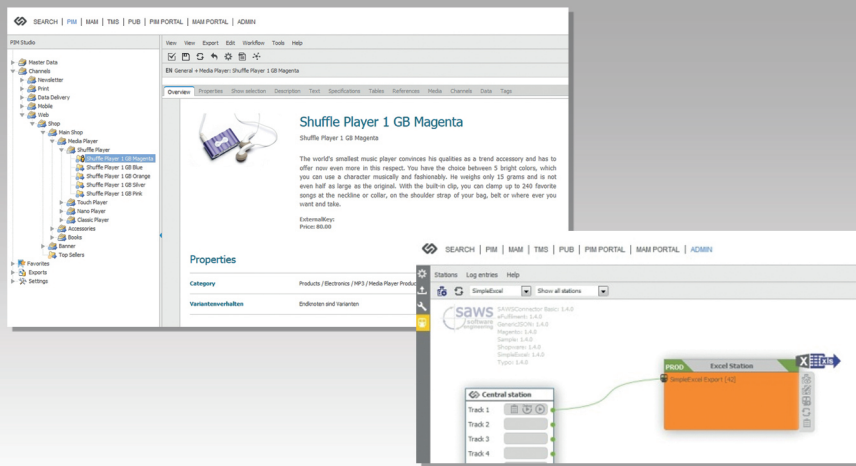 SEARCH | PIM | MAM | TMS | PUB | PIM PORTAL | MAM PORTAL | ADMIN
PIM Studio
Master Data
Channels
Newsletter
Print
Data Delivery
Mobile
Web
Shop
Main Shop
Media Player
Shuffle Player
Shuffle Player 1 GB Magenta
Shuffle Player 1 GB Blue
Shuffle Player 1 GB Orange
Shuffle Player 1 GB Silver
Shuffle Player 1 GB Pink
Touch Player
Nano Player
Classic Player
Accessories
Books
Banner
Top Sellers
Favorites
Exports
Settings
View View Export Edit Workflow Tools Help
EN General → Media Player: Shuffle Player 1 GB Magenta
Overview Properties Show selection Description Text Specifications Tables References Media Channels Data Tags
Shuffle Player 1 GB Magenta
Shuffle Player 1 GB Magenta
The world's smallest music player convinces his qualities as a trend accessory and has to
offer now even more in this respect. You have the choice between 5 bright colors, which
you can use a character musically and fashionably. He weighs only 15 grams and is not
even half as large as the original. With the built-in clip, you can clamp up to 240 favorite
songs at the neckline or collar, on the shoulder strap of your bag, belt or where ever you
want and take.
ExternalKey:
Price: 80.00
Properties
Category Products / Electronics / MP3 / Media Player Produc
Variantenverhalten Endknoten sind Varianten
SEARCH | PIM | MAM | TMS | PUB | PIM PORTAL | MAM PORTAL | ADMIN
Stations Log entries Help
SimpleExcel Show all stations
saws
software
engineering
SAWSConnector Basic: 1.4.0
eFulfilment: 1.4.0
GenericJSON: 1.4.0
Magento: 1.4.0
Sample: 1.4.0
Shopware: 1.4.0
SimpleExcel: 1.4.0
Typo: 1.4.0
Central station
Track 1
Track 2
Track 3
Track 4
PROD Excel Station
X xls
SimpleExcel-Export [42]